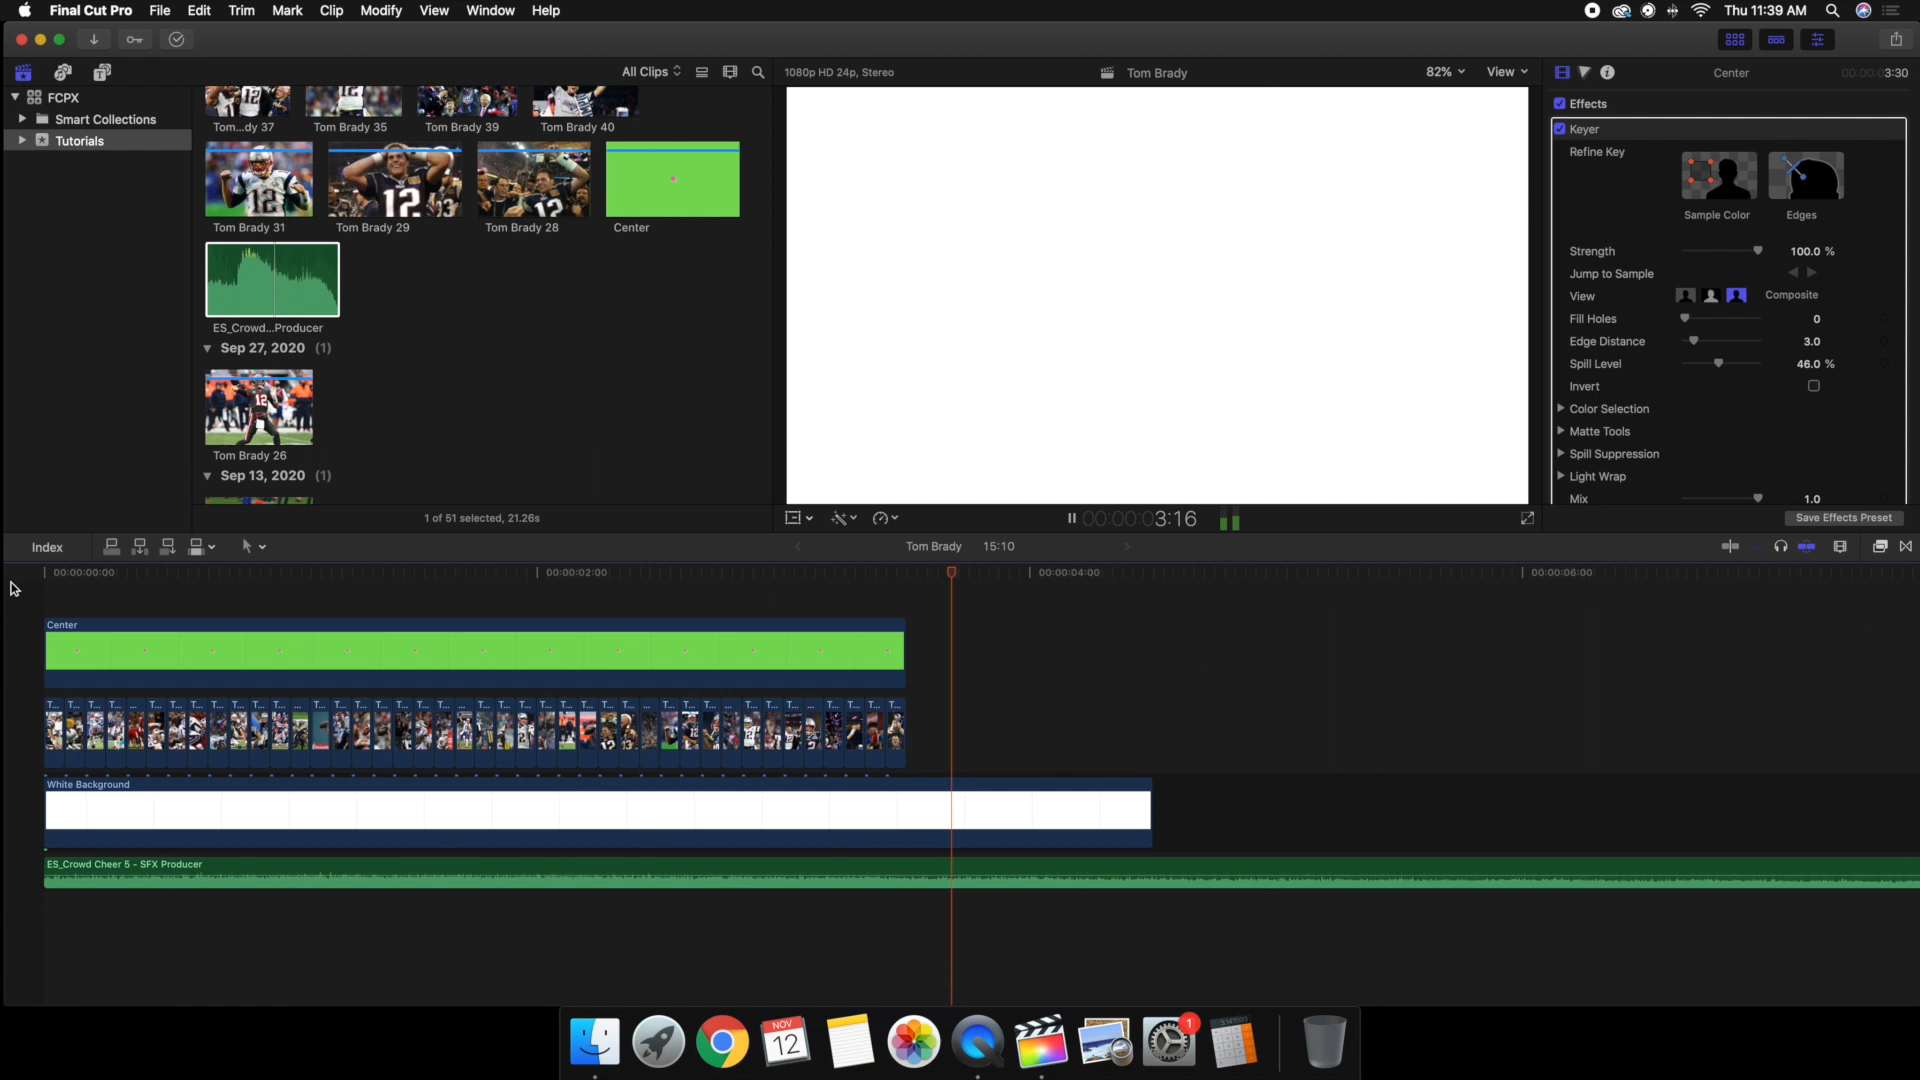 Final Cut Pro File Edit Trim Mark Clip Modify View Window Help
Thu 11:39 AM
All Clips
1080p HD 24p, Stereo
Tom Brady
82%
View
Center
00:00:03:30
FCPX
Smart Collections
Tutorials
Tom...dy 37
Tom Brady 35
Tom Brady 39
Tom Brady 40
Tom Brady 31
Tom Brady 29
Tom Brady 28
Center
ES_Crowd...Producer
Sep 27, 2020 (1)
Tom Brady 26
Sep 13, 2020 (1)
1 of 51 selected, 21.26s
00:00:03:16
Effects
Keyer
Refine Key
Sample Color
Edges
Strength 100.0 %
Jump to Sample
View Composite
Fill Holes 0
Edge Distance 3.0
Spill Level 46.0 %
Invert
Color Selection
Matte Tools
Spill Suppression
Light Wrap
Mix 1.0
Save Effects Preset
Index
Tom Brady 15:10
00:00:00:00
00:00:02:00
00:00:04:00
00:00:06:00
Center
White Background
ES_Crowd Cheer 5 - SFX Producer
NOV
12
1